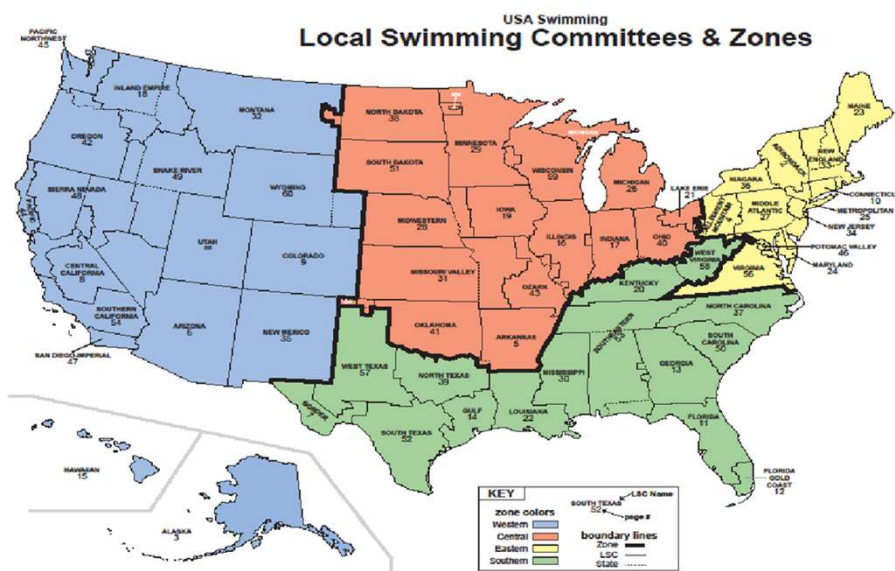 USA Swimming
Local Swimming Committees & Zones
PACIFIC
NORTHWEST
45
INLAND EMPIRE
18
MONTANA
32
OREGON
42
SNAKE RIVER
49
WYOMING
60
SIERRA NEVADA
48
UTAH
COLORADO
9
CENTRAL
CALIFORNIA
8
SOUTHERN
CALIFORNIA
54
SAN DIEGO-IMPERIAL
47
ARIZONA
NEW MEXICO
35
NORTH DAKOTA
38
SOUTH DAKOTA
51
MINNESOTA
29
MIDWESTERN
28
IOWA
19
WISCONSIN
59
MICHIGAN
MICHIGAN
26
LAKE ERIE
21
ILLINOIS
16
INDIANA
17
OHIO
40
MISSOURI VALLEY
31
OZARK
43
OKLAHOMA
41
ARKANSAS
5
MAINE
23
ADIRONDACK
NEW
ENGLAND
33
NIAGARA
36
CONNECTICUT
10
METROPOLITAN
25
MIDDLE
ATLANTIC
27
NEW JERSEY
34
POTOMAC VALLEY
46
MARYLAND
24
WEST
VIRGINIA
58
VIRGINIA
56
KENTUCKY
20
NORTH CAROLINA
37
SOUTHEASTERN
53
SOUTH
CAROLINA
50
GEORGIA
13
MISSISSIPPI
30
WEST TEXAS
57
NORTH TEXAS
39
BORDER
SOUTH TEXAS
52
GULF
14
LOUISIANA
22
FLORIDA
11
FLORIDA
GOLD
COAST
12
HAWAIIAN
15
ALASKA
3
KEY
zone colors
Western
Central
Eastern
Southern
SOUTH TEXAS
52
LSC Name
page #
boundary lines
Zone
LSC
State